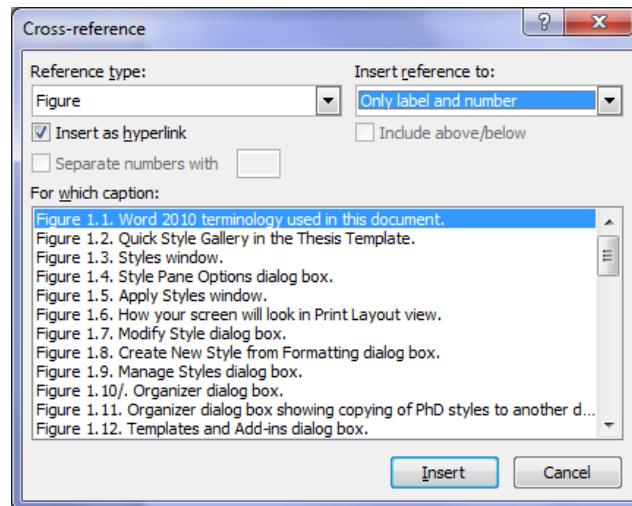 Cross-reference
Reference type:
Insert reference to:
Figure
Only label and number
Insert as hyperlink
Include above/below
Separate numbers with
For which caption:
Figure 1.1. Word 2010 terminology used in this document.
Figure 1.2. Quick Style Gallery in the Thesis Template.
Figure 1.3. Styles window.
Figure 1.4. Style Pane Options dialog box.
Figure 1.5. Apply Styles window.
Figure 1.6. How your screen will look in Print Layout view.
Figure 1.7. Modify Style dialog box.
Figure 1.8. Create New Style from Formatting dialog box.
Figure 1.9. Manage Styles dialog box.
Figure 1.10/. Organizer dialog box.
Figure 1.11. Organizer dialog box showing copying of PhD styles to another d...
Figure 1.12. Templates and Add-ins dialog box.
Insert
Cancel